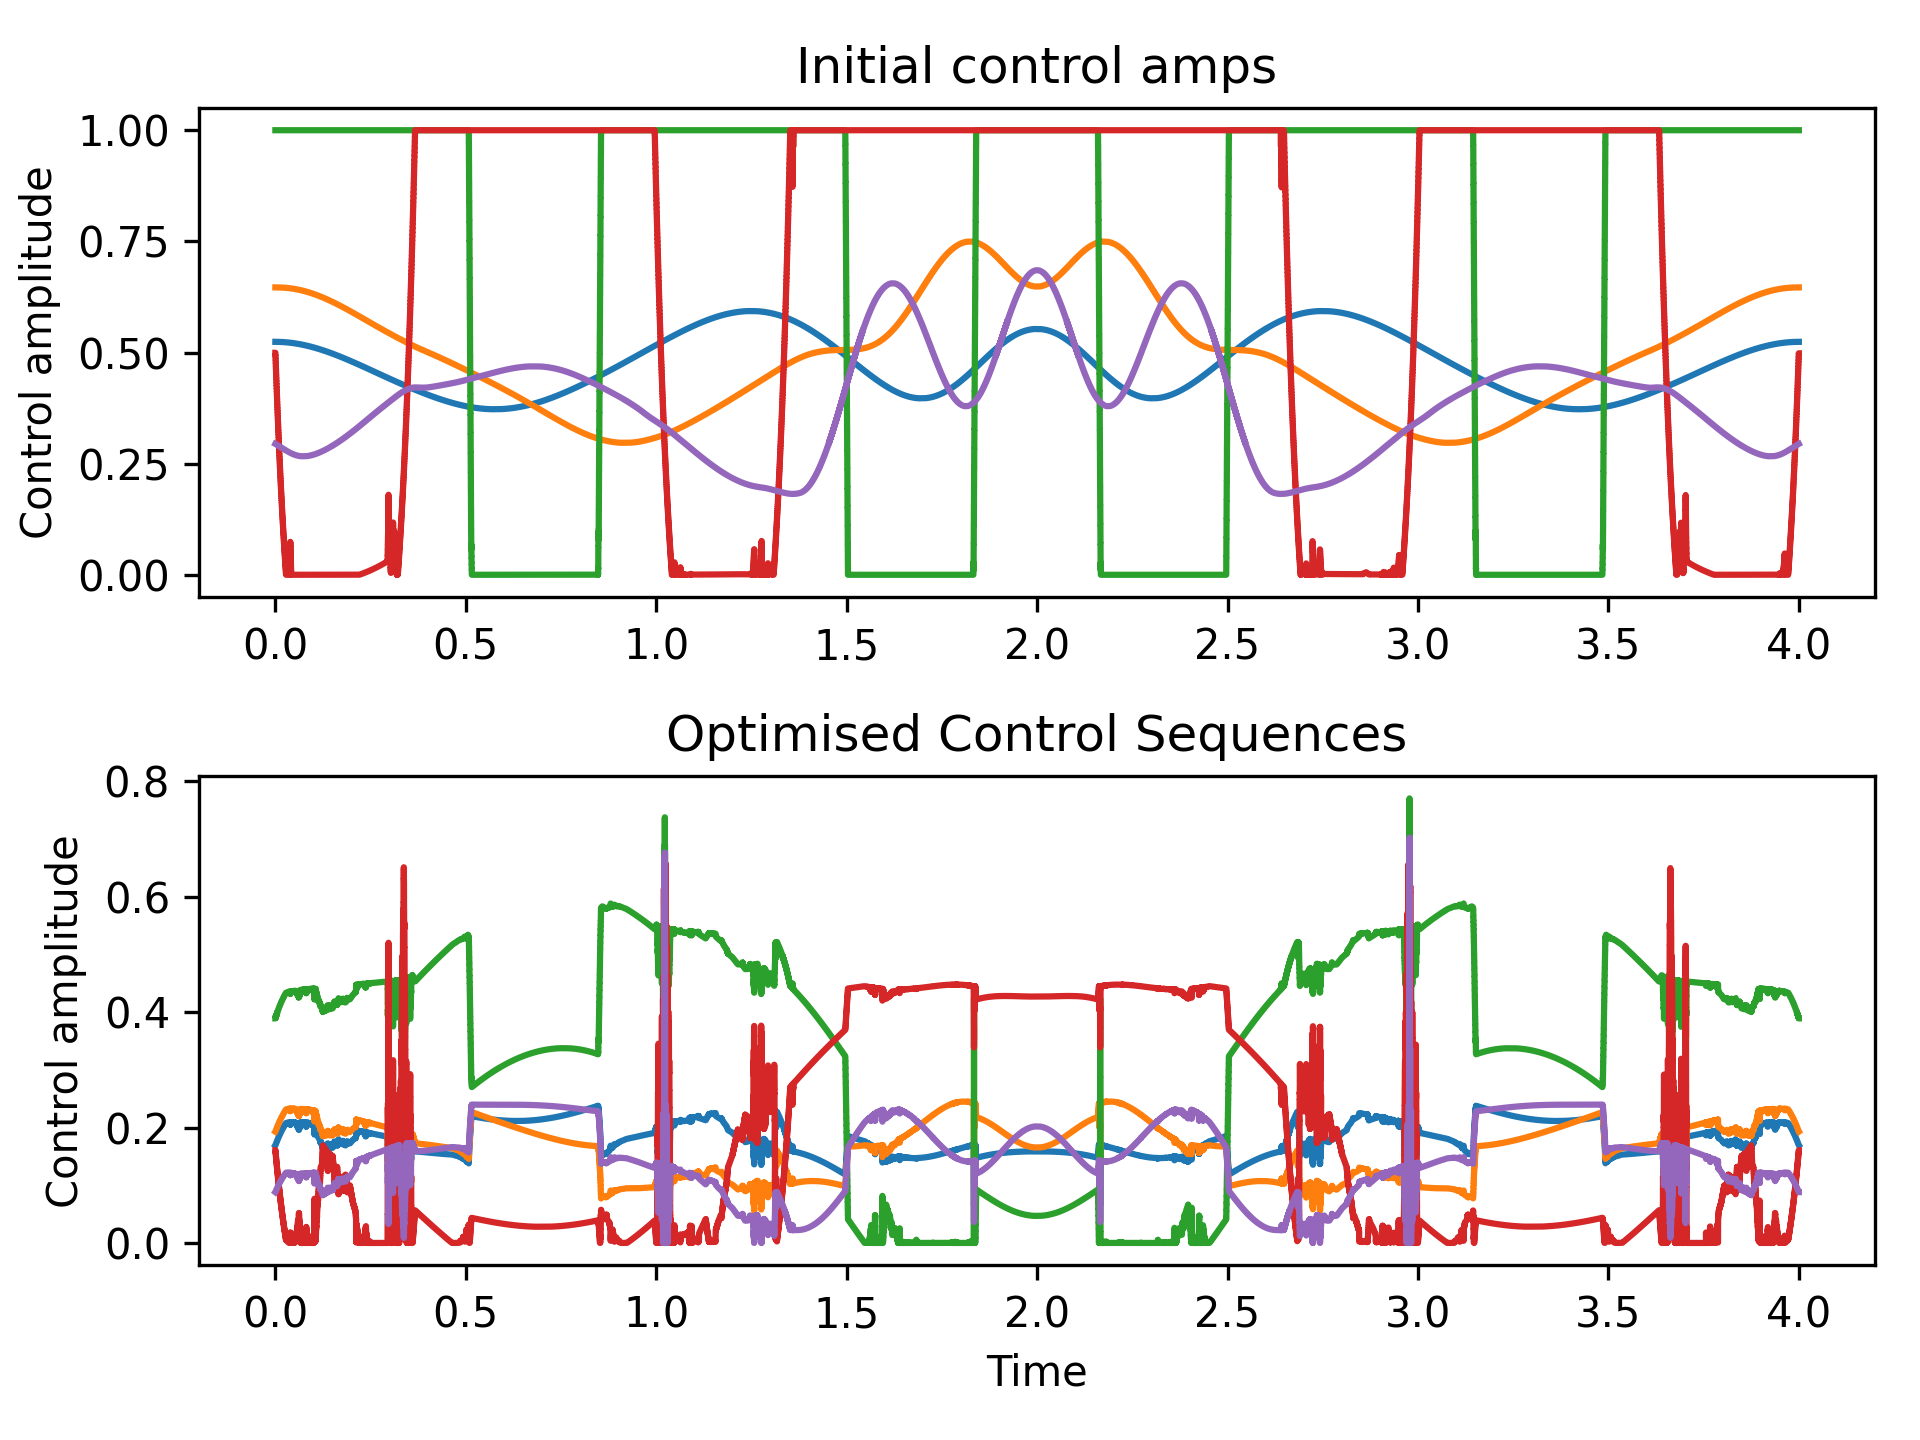 Initial control amps
Control amplitude
1.00
0.75
0.50
0.25
0.00
0.0 0.5 1.0 1.5 2.0 2.5 3.0 3.5 4.0
Optimised Control Sequences
Control amplitude
0.8
0.6
0.4
0.2
0.0
0.0 0.5 1.0 1.5 2.0 2.5 3.0 3.5 4.0
Time